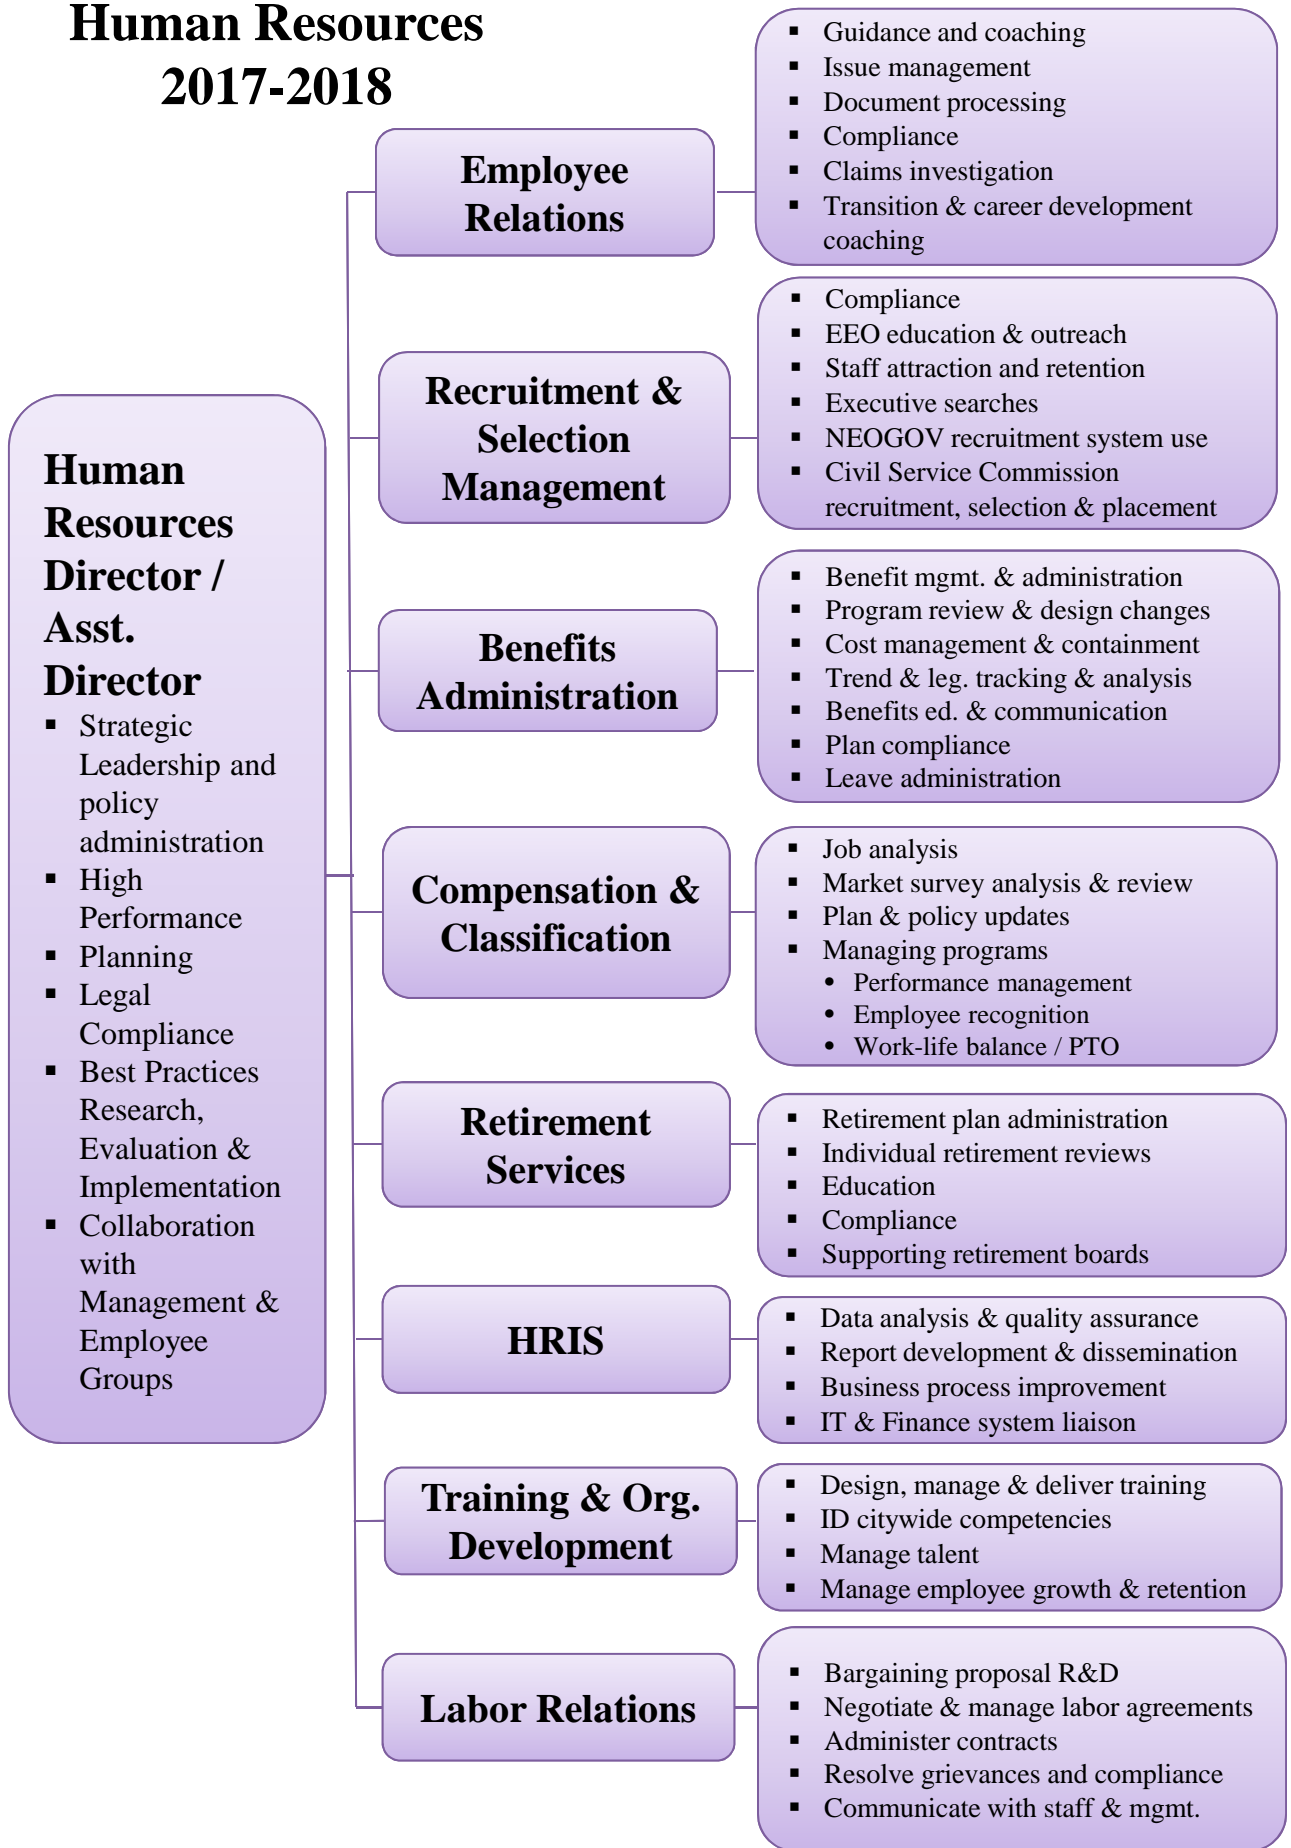 Human Resources
2017-2018
Human
Resources
Director /
Asst.
Director
▪ Strategic
Leadership and
policy
administration
▪ High
Performance
▪ Planning
▪ Legal
Compliance
▪ Best Practices
Research,
Evaluation &
Implementation
▪ Collaboration
with
Management &
Employee
Groups
Employee
Relations
▪ Guidance and coaching
▪ Issue management
▪ Document processing
▪ Compliance
▪ Claims investigation
▪ Transition & career development
coaching
Recruitment &
Selection
Management
▪ Compliance
▪ EEO education & outreach
▪ Staff attraction and retention
▪ Executive searches
▪ NEOGOV recruitment system use
▪ Civil Service Commission
recruitment, selection & placement
Benefits
Administration
▪ Benefit mgmt. & administration
▪ Program review & design changes
▪ Cost management & containment
▪ Trend & leg. tracking & analysis
▪ Benefits ed. & communication
▪ Plan compliance
▪ Leave administration
Compensation &
Classification
▪ Job analysis
▪ Market survey analysis & review
▪ Plan & policy updates
▪ Managing programs
• Performance management
• Employee recognition
• Work-life balance / PTO
Retirement
Services
▪ Retirement plan administration
▪ Individual retirement reviews
▪ Education
▪ Compliance
▪ Supporting retirement boards
HRIS
▪ Data analysis & quality assurance
▪ Report development & dissemination
▪ Business process improvement
▪ IT & Finance system liaison
Training & Org.
Development
▪ Design, manage & deliver training
▪ ID citywide competencies
▪ Manage talent
▪ Manage employee growth & retention
Labor Relations
▪ Bargaining proposal R&D
▪ Negotiate & manage labor agreements
▪ Administer contracts
▪ Resolve grievances and compliance
▪ Communicate with staff & mgmt.